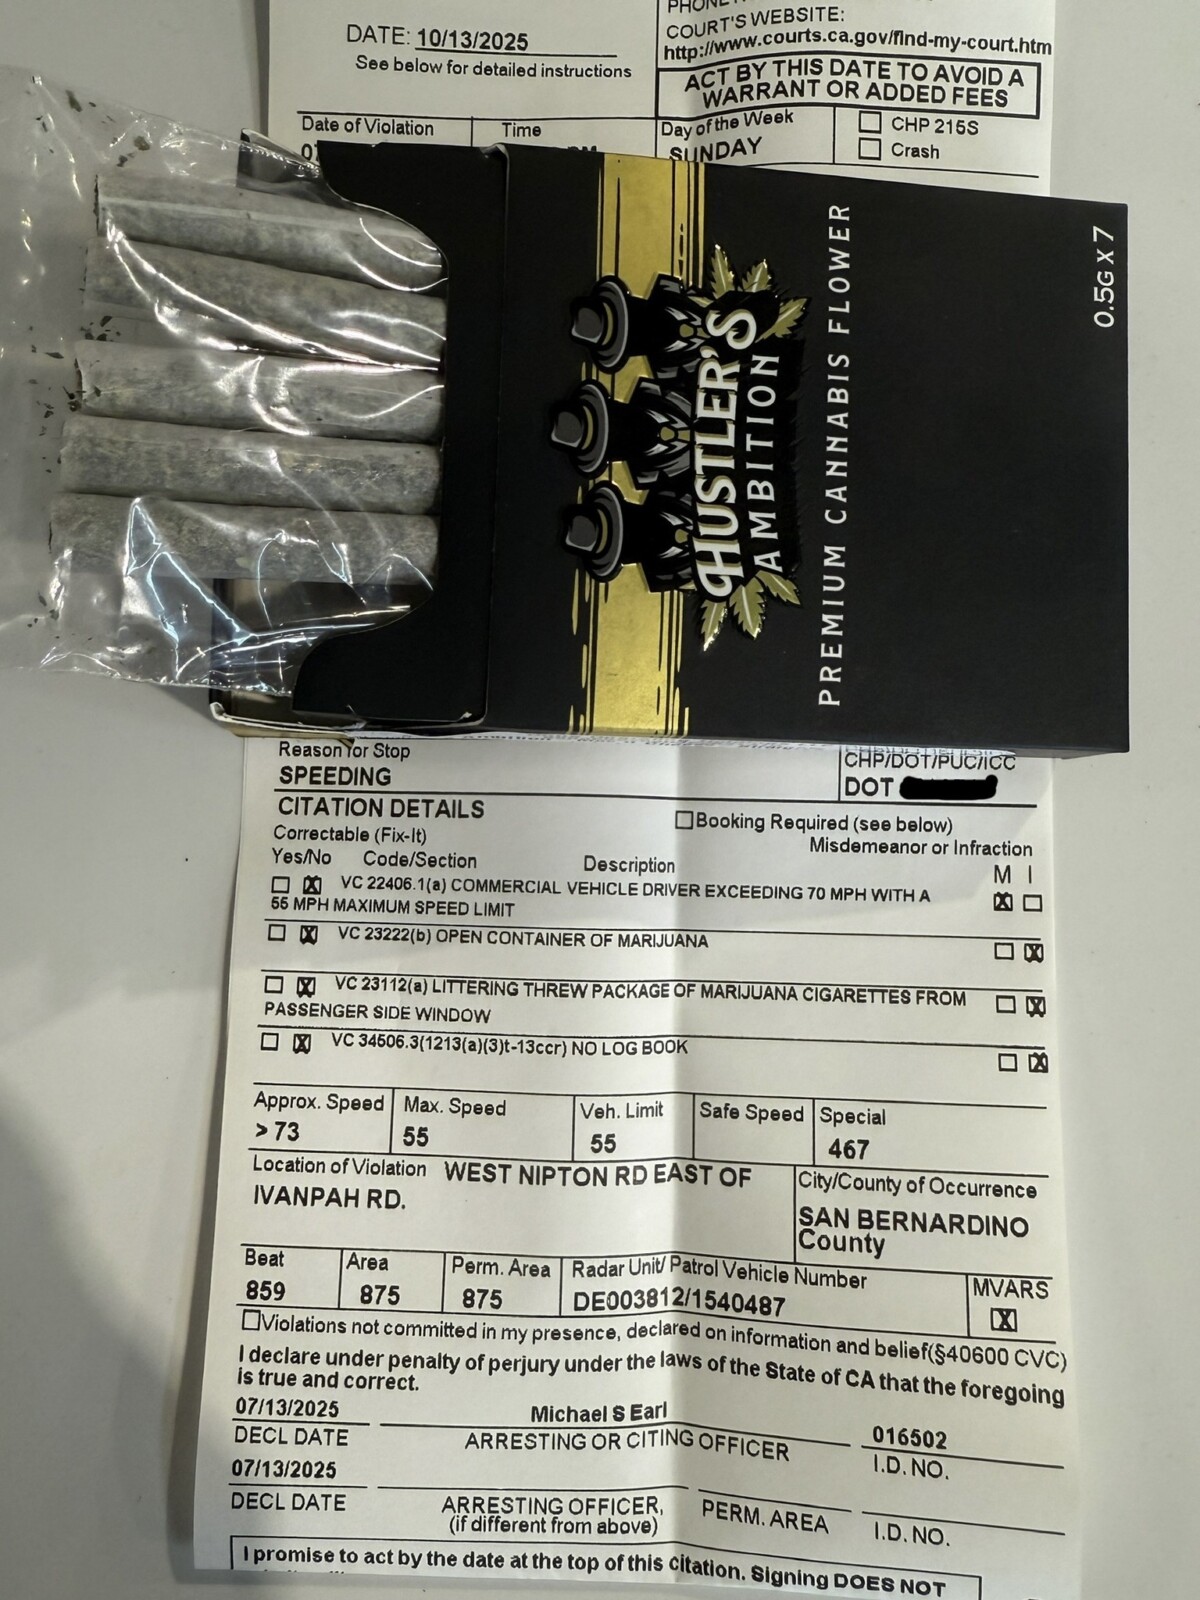 PHONE
COURT'S WEBSITE:
http://www.courts.ca.gov/find-my-court.htm
DATE: 10/13/2025
See below for detailed instructions
ACT BY THIS DATE TO AVOID A
WARRANT OR ADDED FEES
Date of Violation
Time
Day of the Week
SUNDAY
CHP 215S
Crash
HUSTLER'S
AMBITION
PREMIUM CANNABIS FLOWER
0.5G X 7
Reason for Stop
SPEEDING
CHP/DOT/PUC/ICC
DOT
CITATION DETAILS
Booking Required (see below)
Correctable (Fix-It)
Misdemeanor or Infraction
Yes/No Code/Section Description M I
VC 22406.1(a) COMMERCIAL VEHICLE DRIVER EXCEEDING 70 MPH WITH A
55 MPH MAXIMUM SPEED LIMIT
VC 23222(b) OPEN CONTAINER OF MARIJUANA
VC 23112(a) LITTERING THREW PACKAGE OF MARIJUANA CIGARETTES FROM
PASSENGER SIDE WINDOW
VC 34506.3(1213(a)(3)t-13ccr) NO LOG BOOK
Approx. Speed
> 73
Max. Speed
55
Veh. Limit
55
Safe Speed
Special
467
Location of Violation WEST NIPTON RD EAST OF
IVANPAH RD.
City/County of Occurrence
SAN BERNARDINO
County
Beat
859
Area
875
Perm. Area
875
Radar Unit/ Patrol Vehicle Number
DE003812/1540487
MVARS
X
Violations not committed in my presence, declared on information and belief(§40600 CVC)
I declare under penalty of perjury under the laws of the State of CA that the foregoing
is true and correct.
07/13/2025 Michael S Earl 016502
DECL DATE ARRESTING OR CITING OFFICER I.D. NO.
07/13/2025
DECL DATE ARRESTING OFFICER, PERM. AREA I.D. NO.
(if different from above)
I promise to act by the date at the top of this citation. Signing DOES NOT